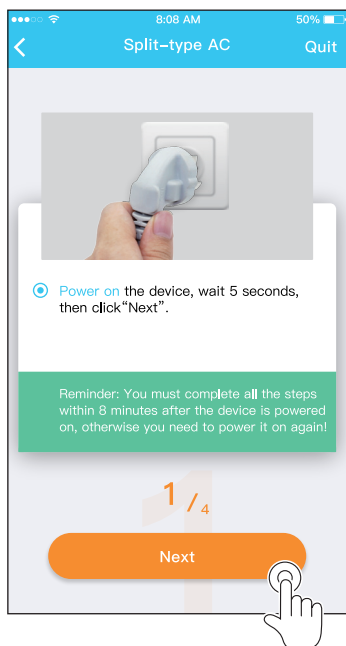 8:08 AM
50%
Split-type AC
Quit
Power on the device, wait 5 seconds,
then click“Next”.
Reminder: You must complete all the steps
within 8 minutes after the device is powered
on, otherwise you need to power it on again!
1 / 4
Next